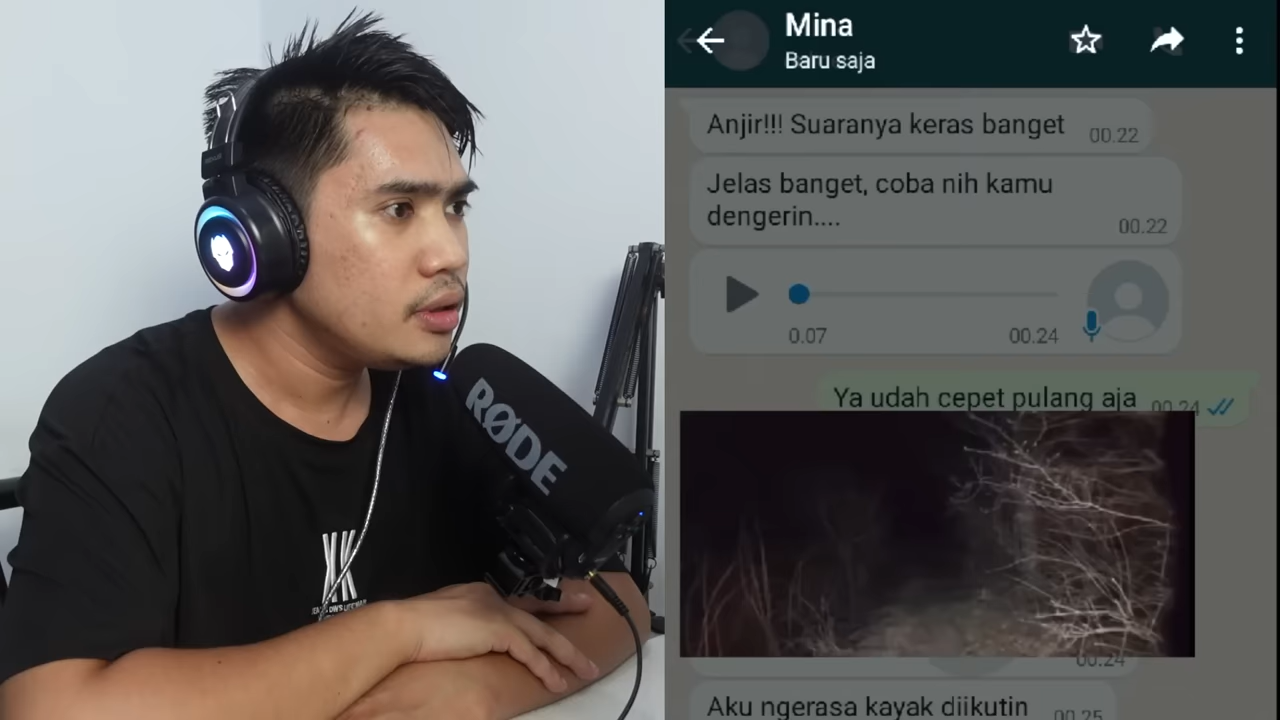 Mina
Baru saja
Anjir!!! Suaranya keras banget 00.22
Jelas banget, coba nih kamu
dengerin.... 00.22
0.07 00.24
Ya udah cepet pulang aja 00.24
00.24
Aku ngerasa kayak diikutin 00.25
RØDE